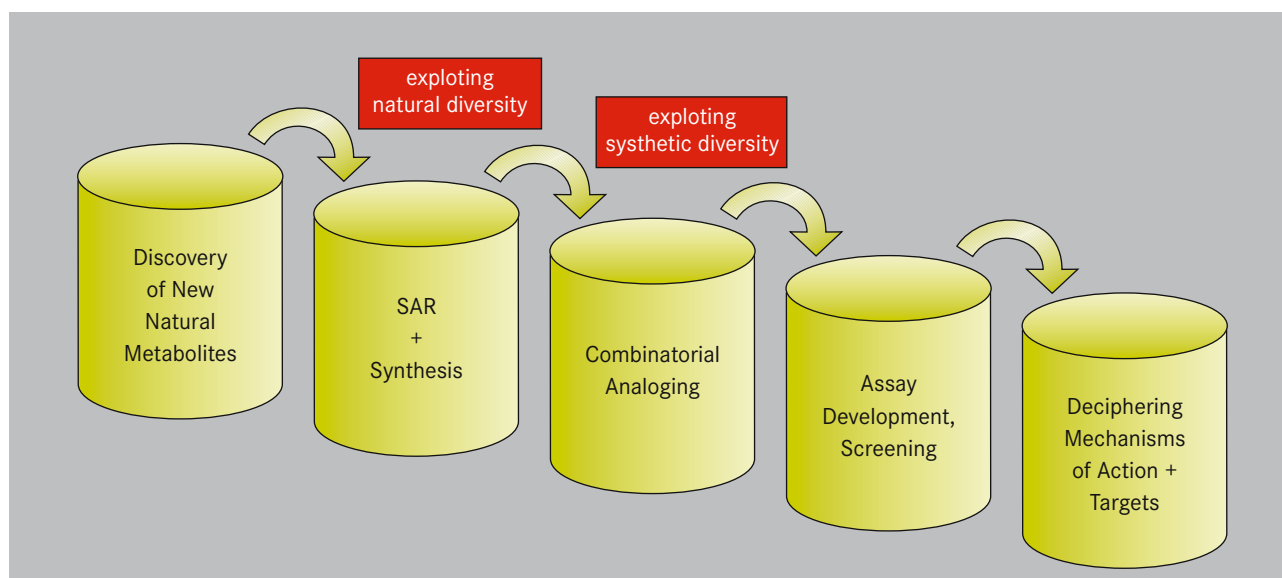 exploting
natural diversity
exploting
systhetic diversity
Discovery
of New
Natural
Metabolites
SAR
+
Synthesis
Combinatorial
Analoging
Assay
Development,
Screening
Deciphering
Mechanisms
of Action +
Targets